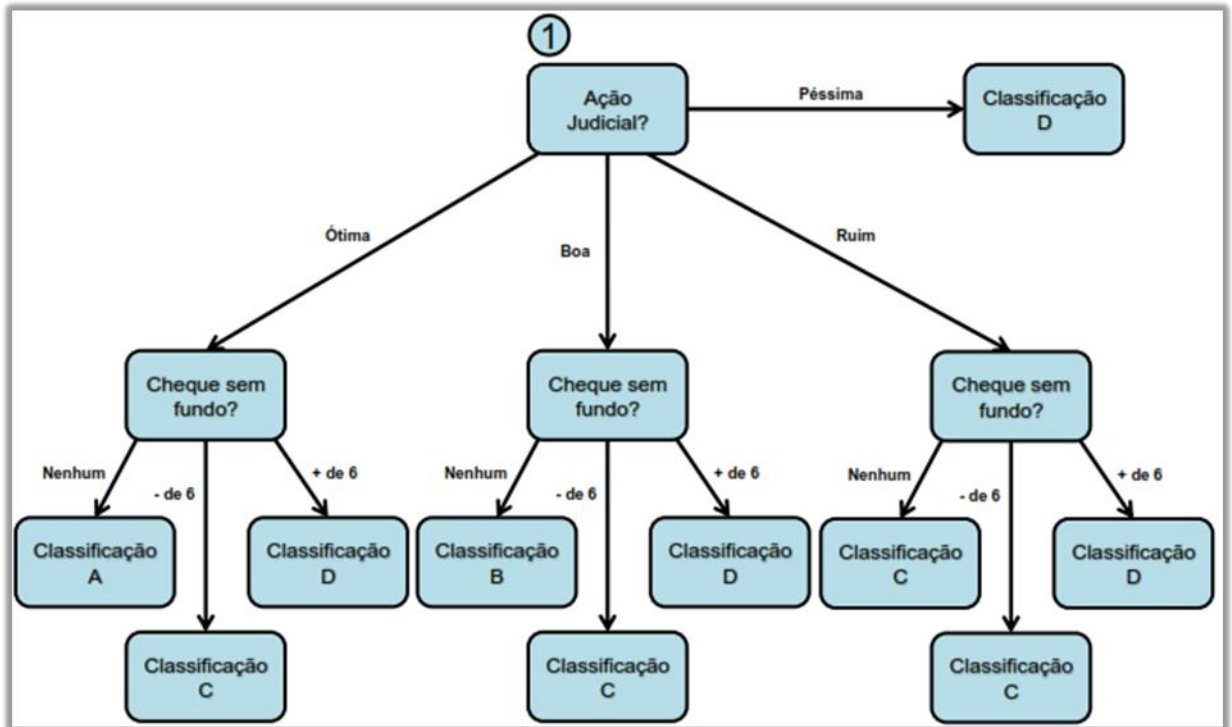 1
Ação
Judicial?
Péssima
Classificação
D
Ótima
Boa
Ruim
Cheque sem
fundo?
Cheque sem
fundo?
Cheque sem
fundo?
Nenhum
- de 6
+ de 6
Nenhum
- de 6
+ de 6
Nenhum
- de 6
+ de 6
Classificação
A
Classificação
D
Classificação
B
Classificação
D
Classificação
C
Classificação
D
Classificação
C
Classificação
C
Classificação
C